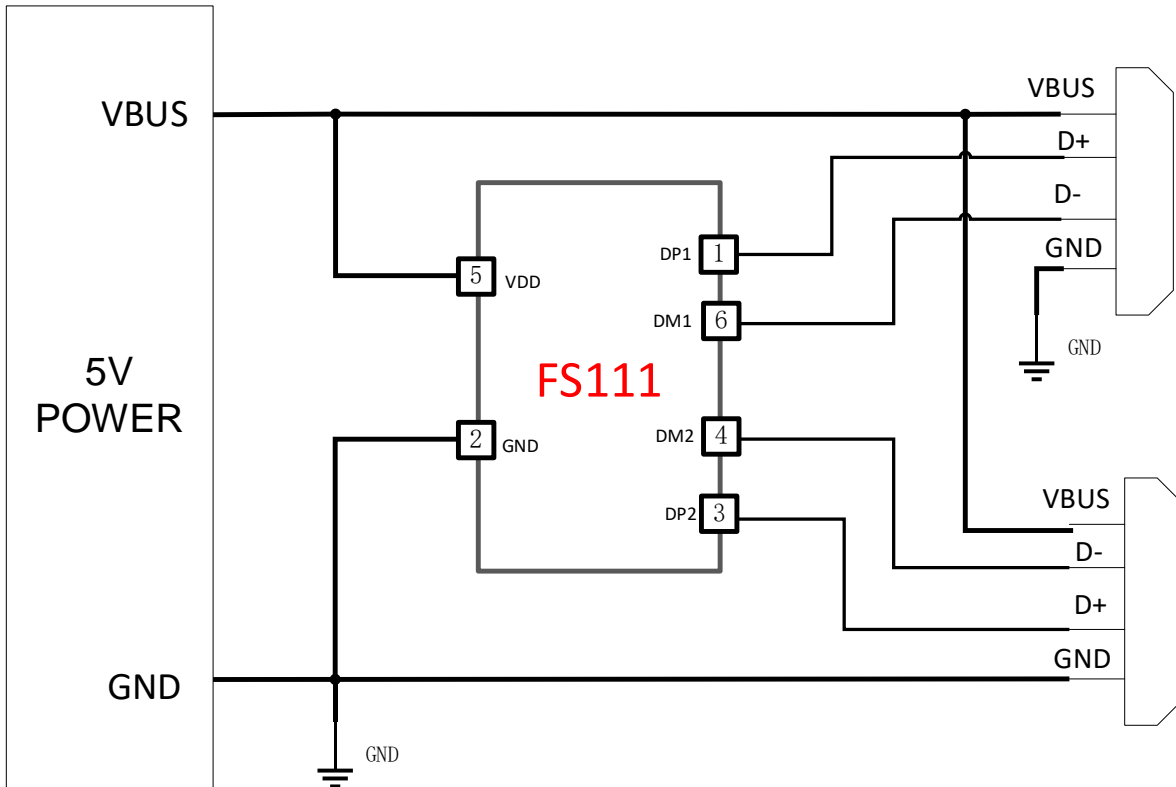 VBUS
5V
POWER
GND
GND
FS111
5
VDD
2
GND
DP1
1
DM1
6
DM2
4
DP2
3
VBUS
D+
D-
GND
GND
VBUS
D-
D+
GND